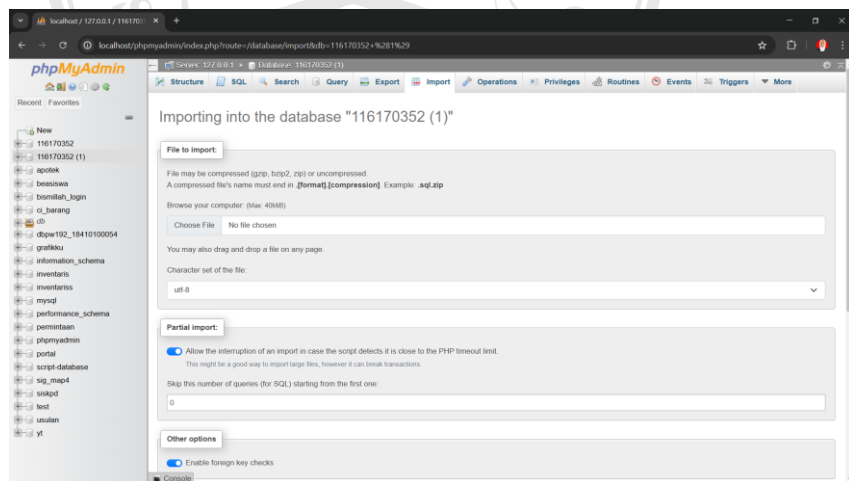 localhost / 127.0.0.1 / 1161703
localhost/phpmyadmin/index.php?route=/database/import&db=116170352+%281%29
phpMyAdmin
Recent Favorites
New
116170352
116170352 (1)
apotek
beasiswa
bismillah_login
ci_barang
db
dbpw192_18410100054
grafikku
information_schema
inventaris
inventariss
mysql
performance_schema
permintaan
phpmyadmin
portal
script-database
sig_map4
siskpd
test
usulan
yt
Server: 127.0.0.1 » Database: 116170352 (1)
Structure SQL Search Query Export Import Operations Privileges Routines Events Triggers More
Importing into the database "116170352 (1)"
File to import:
File may be compressed (gzip, bzip2, zip) or uncompressed.
A compressed file's name must end in .[format].[compression]. Example: .sql.zip
Browse your computer: (Max: 40MiB)
Choose File No file chosen
You may also drag and drop a file on any page.
Character set of the file:
utf-8
Partial import:
Allow the interruption of an import in case the script detects it is close to the PHP timeout limit.
This might be a good way to import large files, however it can break transactions.
Skip this number of queries (for SQL) starting from the first one:
0
Other options
Enable foreign key checks
Console